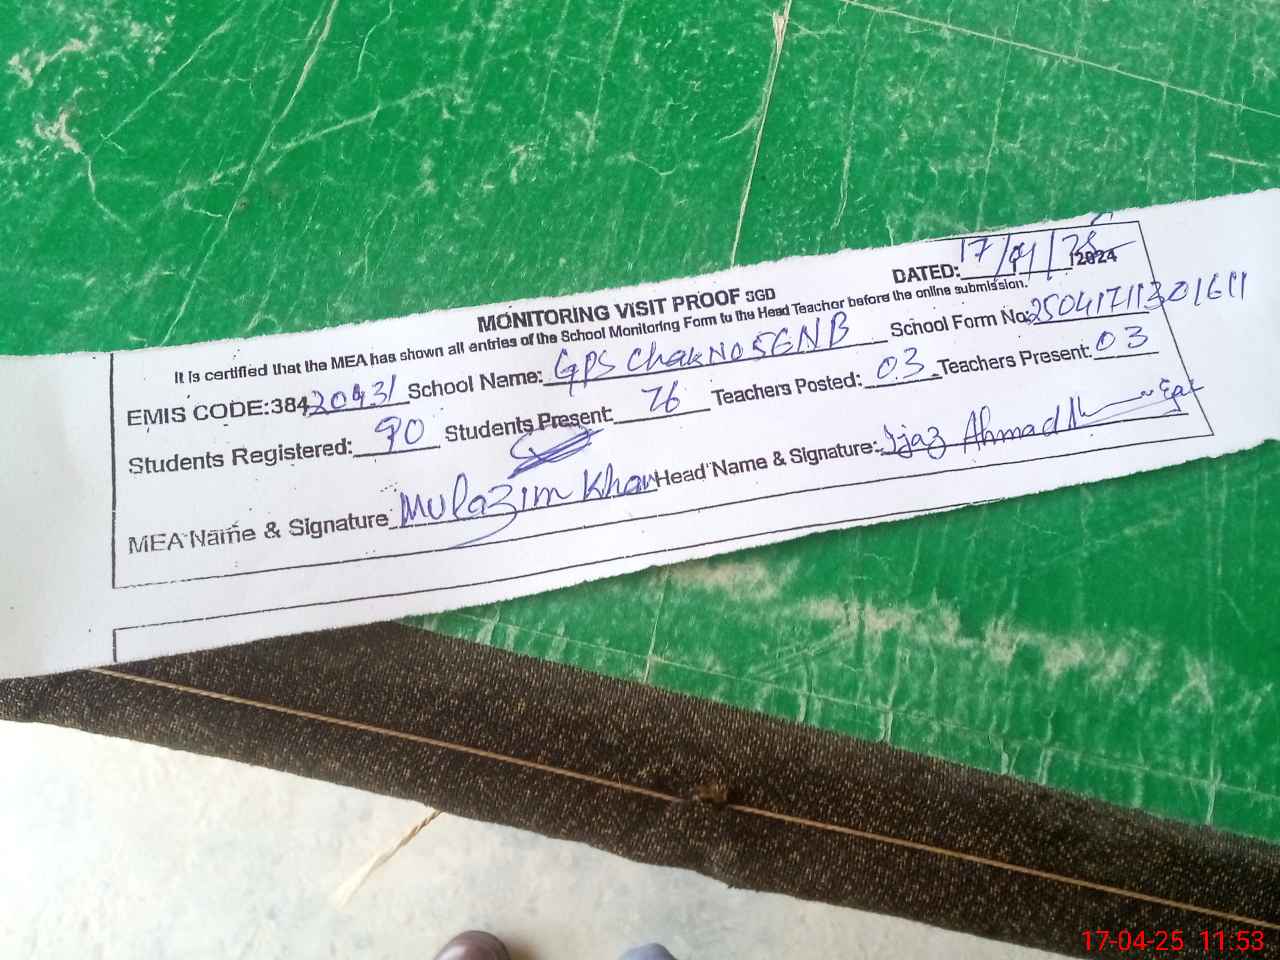 DATED: 17/04/25 2024
MONITORING VISIT PROOF SGD
It is certified that the MEA has shown all entries of the School Monitoring Form to the Head Teacher before the online submission.
EMIS CODE:38420431 School Name: GPS Chak No 56NB School Form No:
Students Registered: 90 Students Present: 76 Teachers Posted: 03 Teachers Present: 03
MEA Name & Signature Mulazim Khan Head Name & Signature: Ijaz Ahmad
17-04-25 11:53